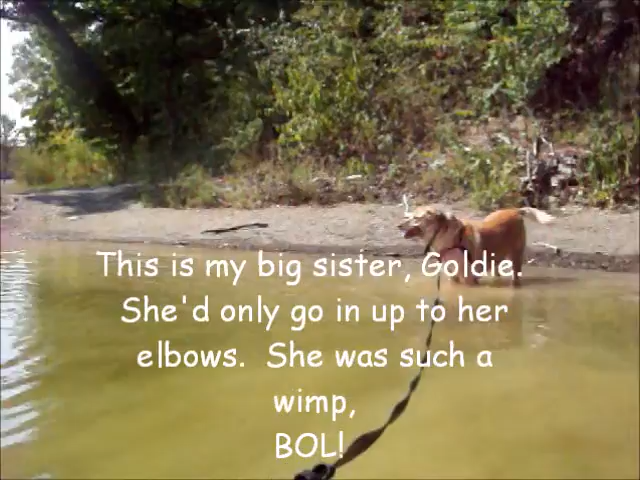 This is my big sister, Goldie.
She'd only go in up to her
elbows.  She was such a
wimp,
BOL!